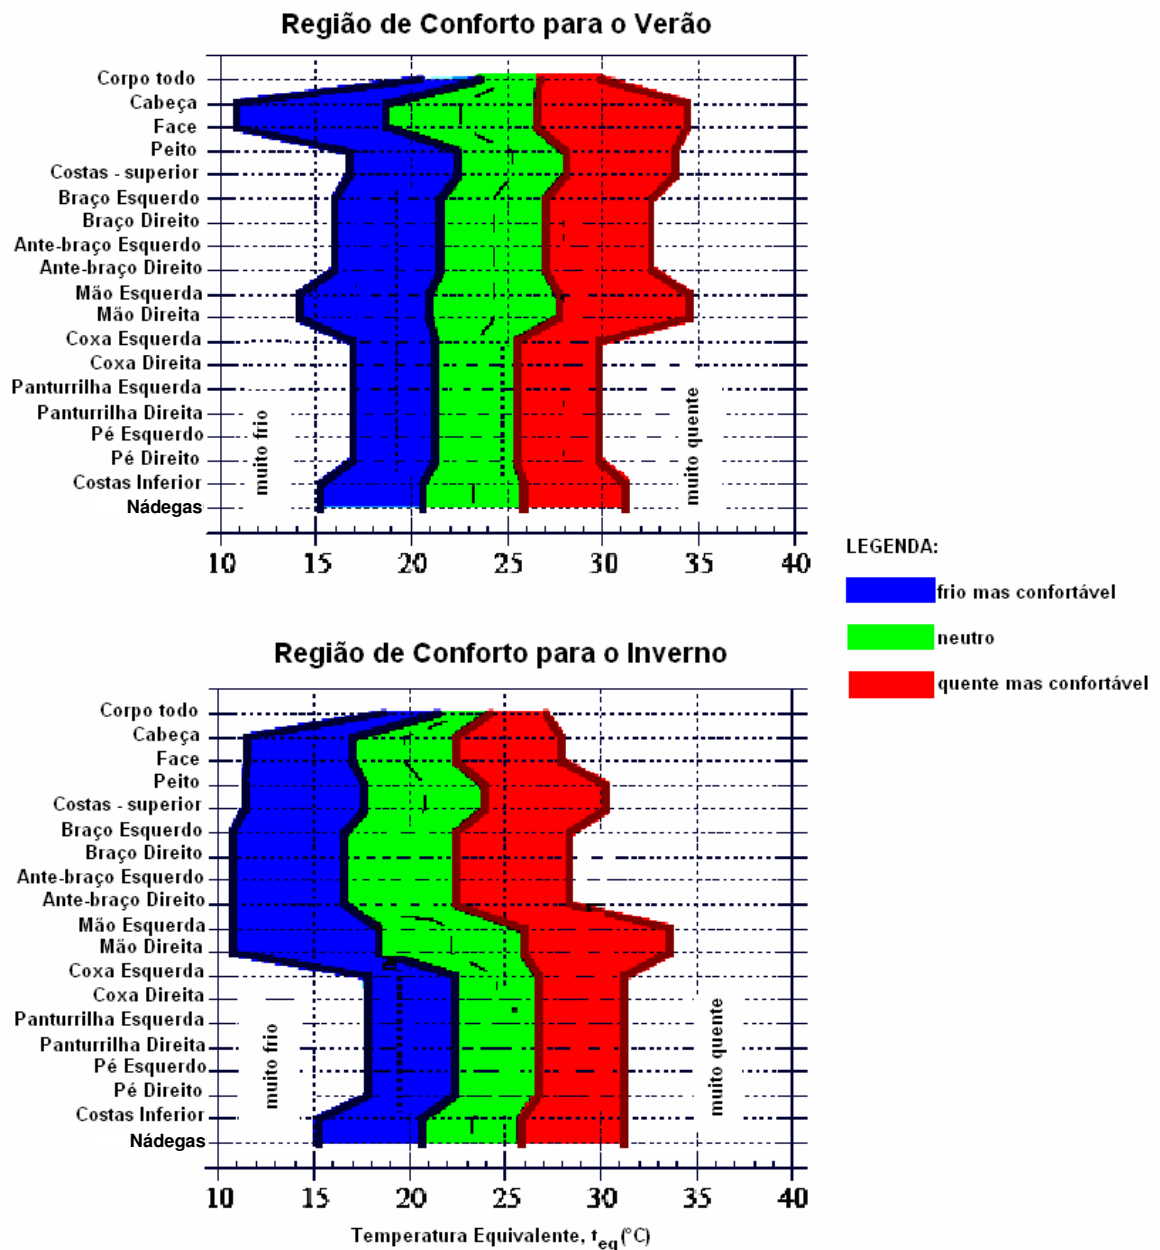 Região de Conforto para o Verão
Corpo todo
Cabeça
Face
Peito
Costas - superior
Braço Esquerdo
Braço Direito
Ante-braço Esquerdo
Ante-braço Direito
Mão Esquerda
Mão Direita
Coxa Esquerda
Coxa Direita
Panturrilha Esquerda
Panturrilha Direita
Pé Esquerdo
Pé Direito
Costas Inferior
Nádegas
muito frio
muito quente
10 15 20 25 30 35 40
LEGENDA:
frio mas confortável
neutro
quente mas confortável
Região de Conforto para o Inverno
Corpo todo
Cabeça
Face
Peito
Costas - superior
Braço Esquerdo
Braço Direito
Ante-braço Esquerdo
Ante-braço Direito
Mão Esquerda
Mão Direita
Coxa Esquerda
Coxa Direita
Panturrilha Esquerda
Panturrilha Direita
Pé Esquerdo
Pé Direito
Costas Inferior
Nádegas
muito frio
muito quente
10 15 20 25 30 35 40
Temperatura Equivalente, t_eq (°C)